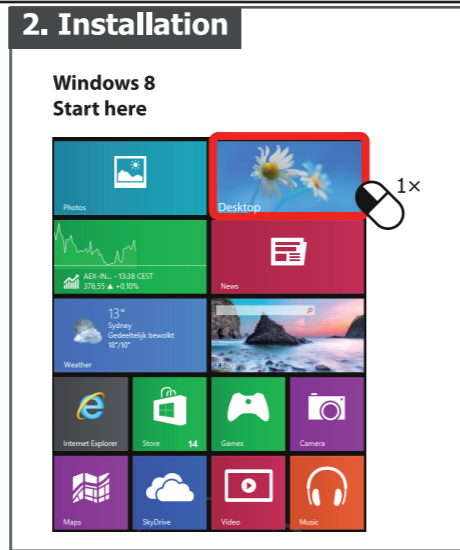 2. Installation
Windows 8
Start here
Photos
Desktop
1×
AEX-IN... - 13:38 CEST
376,55 ▲ +0,10%
News
13°
Sydney
Gedeeltelijk bewolkt
18°/10°
Weather
Bing
Internet Explorer
Store
14
Games
Camera
Maps
SkyDrive
Video
Music